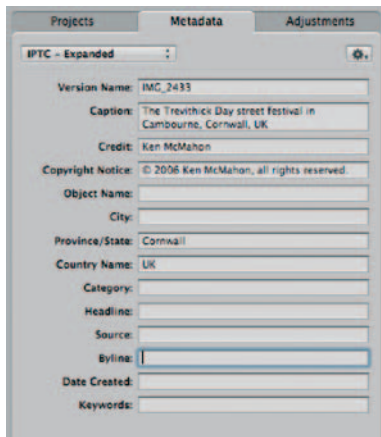 Projects Metadata Adjustments
IPTC - Expanded
Version Name: IMG_2433
Caption: The Trevithick Day street festival in
Cambourne, Cornwall, UK
Credit: Ken McMahon
Copyright Notice: © 2006 Ken McMahon, all rights reserved.
Object Name:
City:
Province/State: Cornwall
Country Name: UK
Category:
Headline:
Source:
Byline:
Date Created:
Keywords: